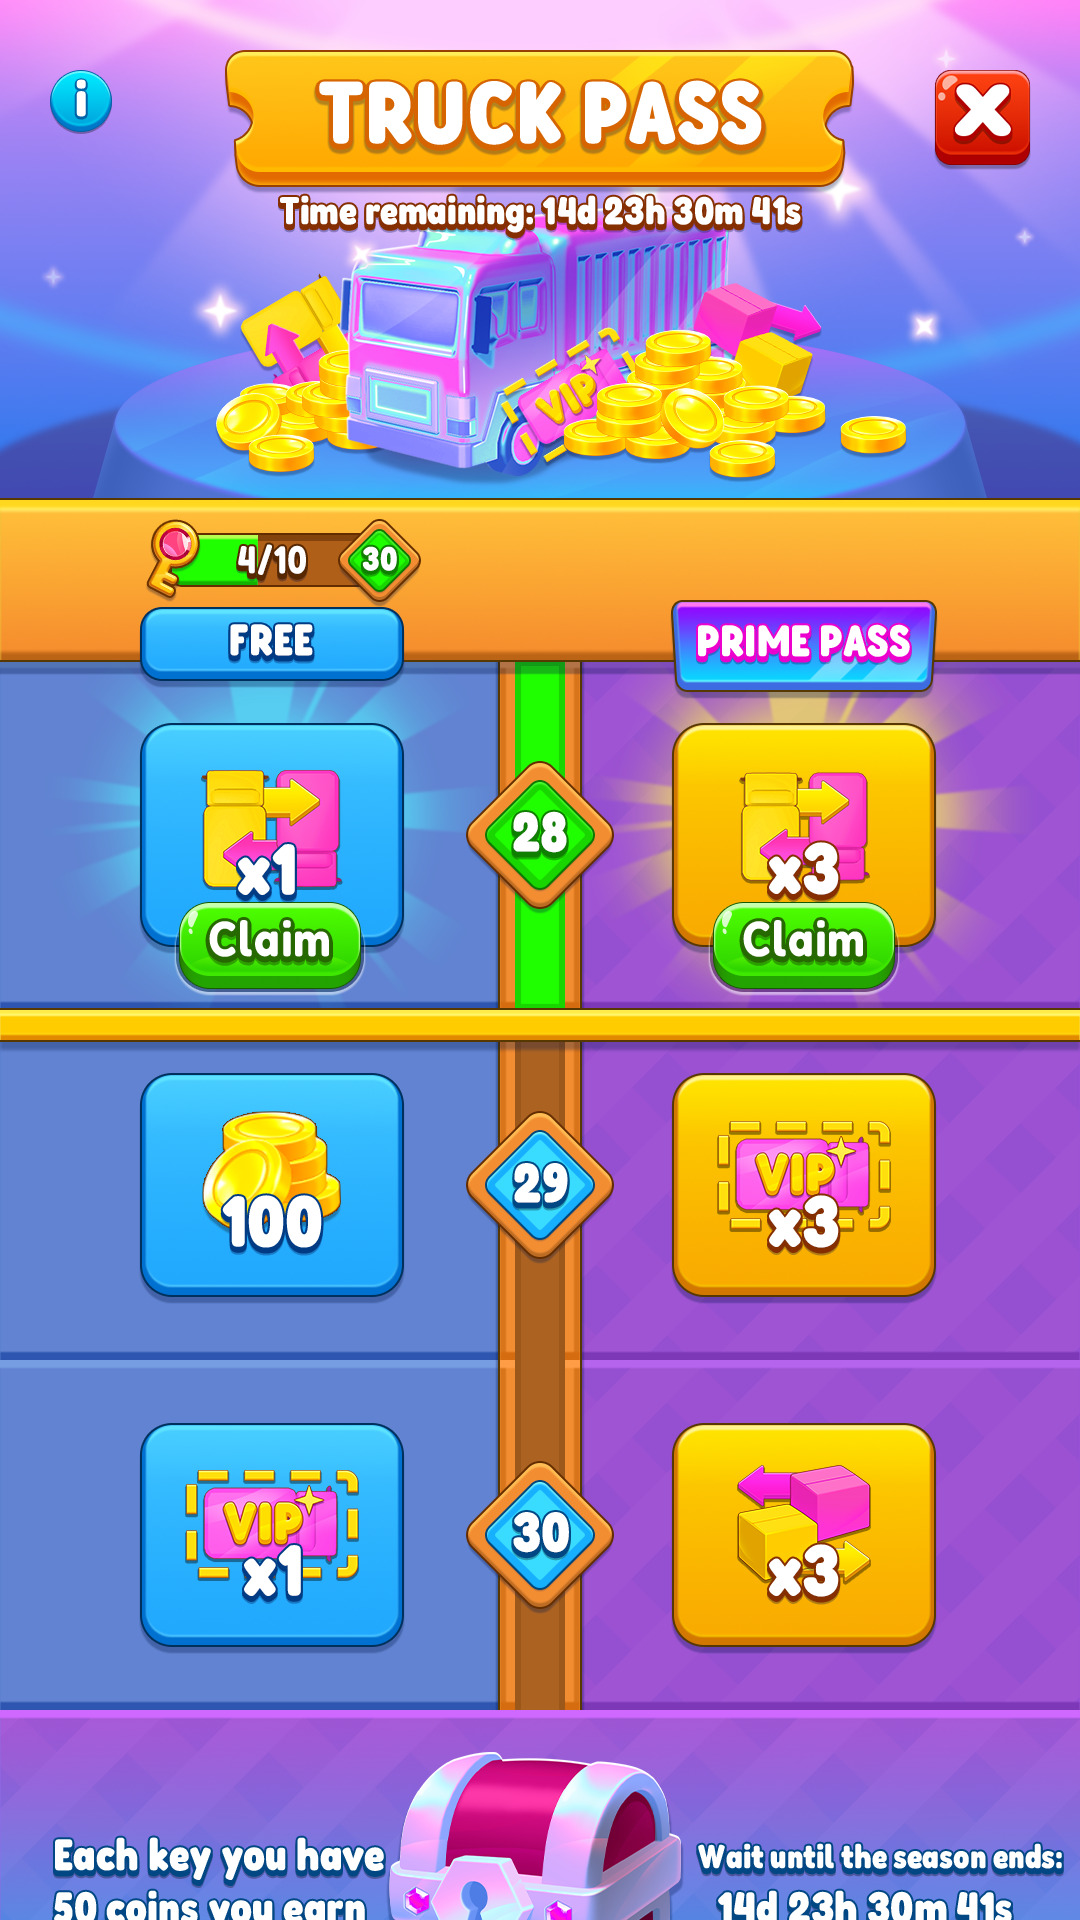 i
TRUCK PASS
X
Time remaining: 14d 23h 30m 41s
VIP
4/10
30
FREE
PRIME PASS
x1
28
x3
Claim
Claim
100
29
VIP
x3
VIP
x1
30
x3
Each key you have
50 coins you earn
Wait until the season ends:
14d 23h 30m 41s